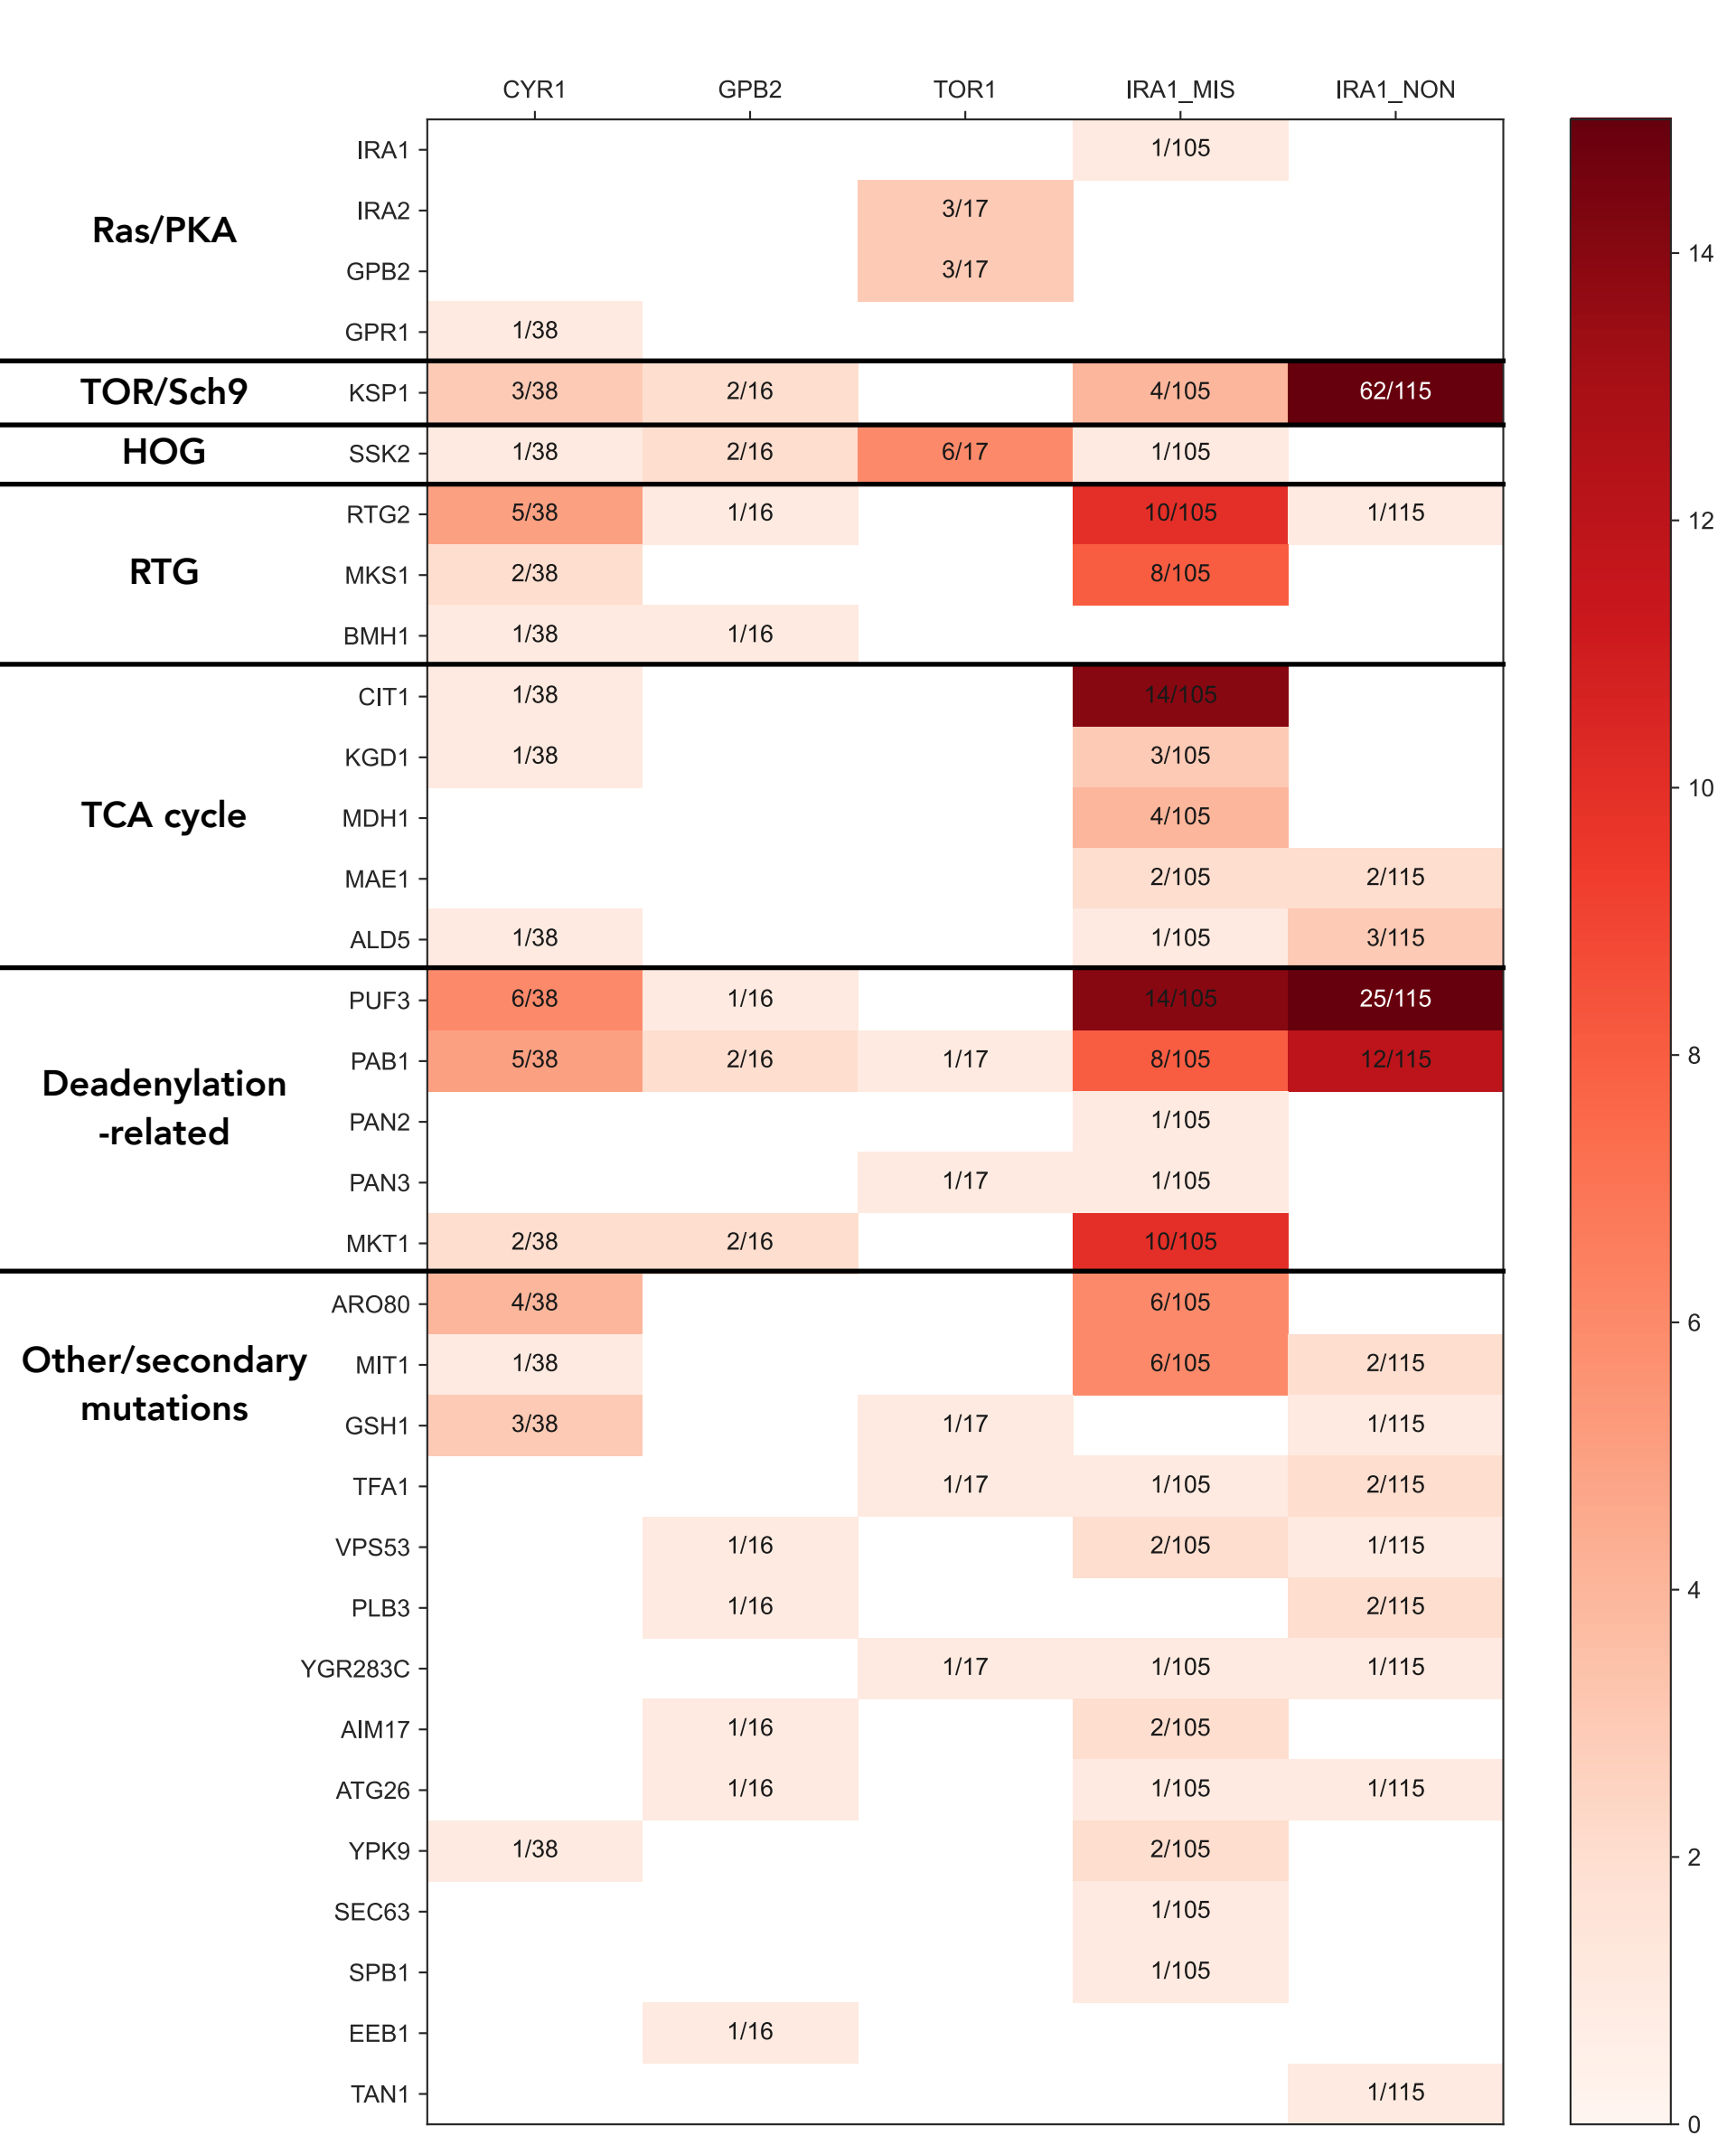 CYR1 GPB2 TOR1 IRA1_MIS IRA1_NON
IRA1 1/105
IRA2 3/17
Ras/PKA
GPB2 3/17
GPR1 1/38
TOR/Sch9 KSP1 3/38 2/16 4/105 62/115
HOG SSK2 1/38 2/16 6/17 1/105
RTG2 5/38 1/16 10/105 1/115
RTG MKS1 2/38 8/105
BMH1 1/38 1/16
CIT1 1/38 14/105
KGD1 1/38 3/105
TCA cycle MDH1 4/105
MAE1 2/105 2/115
ALD5 1/38 1/105 3/115
PUF3 6/38 1/16 14/105 25/115
PAB1 5/38 2/16 1/17 8/105 12/115
Deadenylation
-related
PAN2 1/105
PAN3 1/17 1/105
MKT1 2/38 2/16 10/105
ARO80 4/38 6/105
Other/secondary
mutations
MIT1 1/38 6/105 2/115
GSH1 3/38 1/17 1/115
TFA1 1/17 1/105 2/115
VPS53 1/16 2/105 1/115
PLB3 1/16 2/115
YGR283C 1/17 1/105 1/115
AIM17 1/16 2/105
ATG26 1/16 1/105 1/115
YPK9 1/38 2/105
SEC63 1/105
SPB1 1/105
EEB1 1/16
TAN1 1/115
14
12
10
8
6
4
2
0